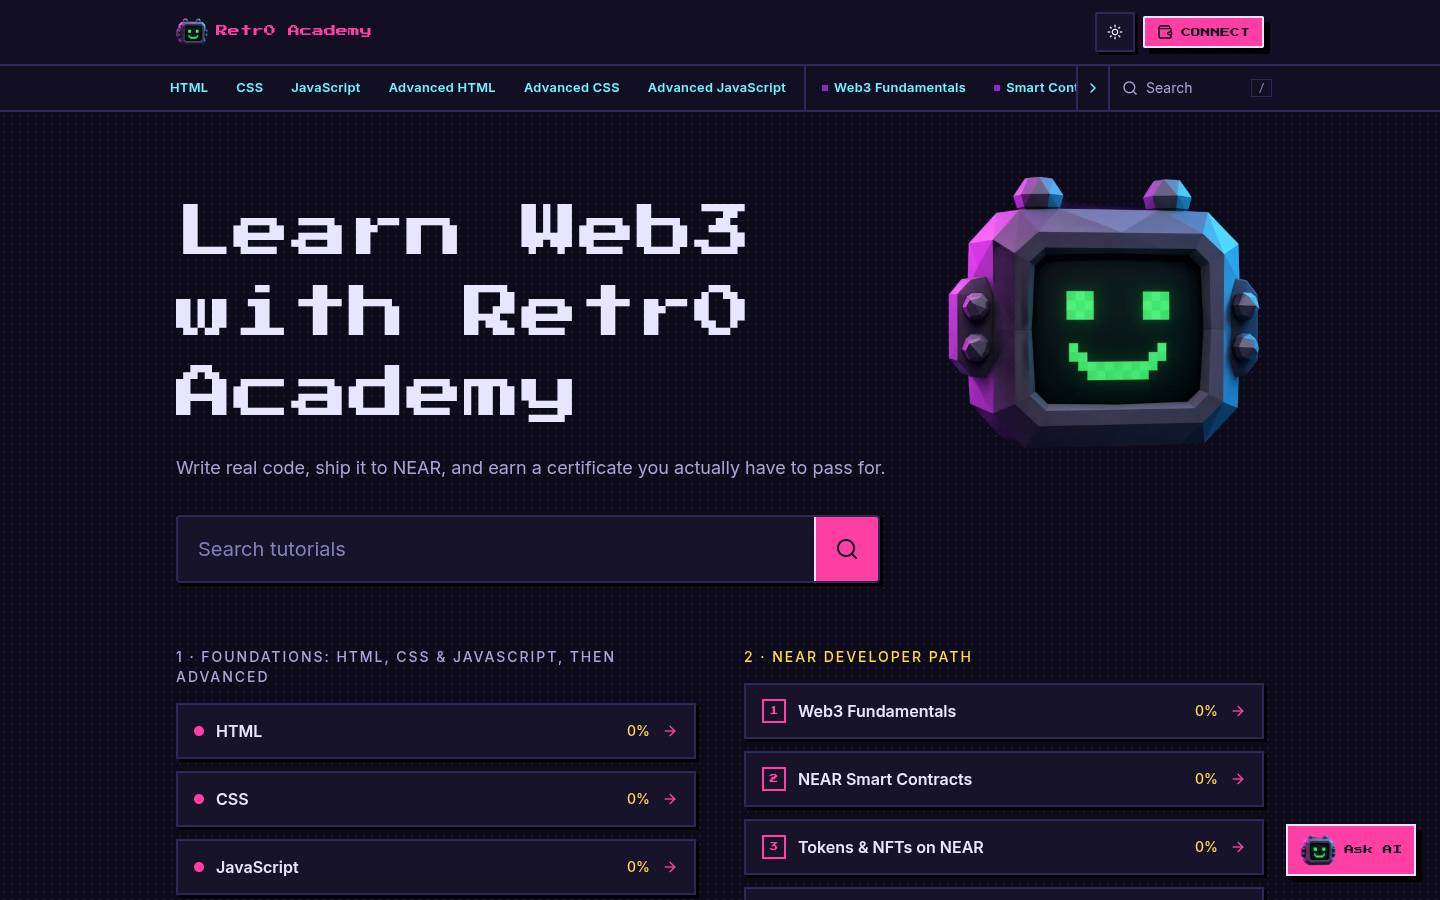 Retr0 Academy
CONNECT
HTML CSS JavaScript Advanced HTML Advanced CSS Advanced JavaScript Web3 Fundamentals Smart Cont
Search /
Learn Web3
with Retr0
Academy
Write real code, ship it to NEAR, and earn a certificate you actually have to pass for.
Search tutorials
1 · FOUNDATIONS: HTML, CSS & JAVASCRIPT, THEN
ADVANCED
HTML 0%
CSS 0%
JavaScript 0%
2 · NEAR DEVELOPER PATH
1 Web3 Fundamentals 0%
2 NEAR Smart Contracts 0%
3 Tokens & NFTs on NEAR 0%
Ask AI